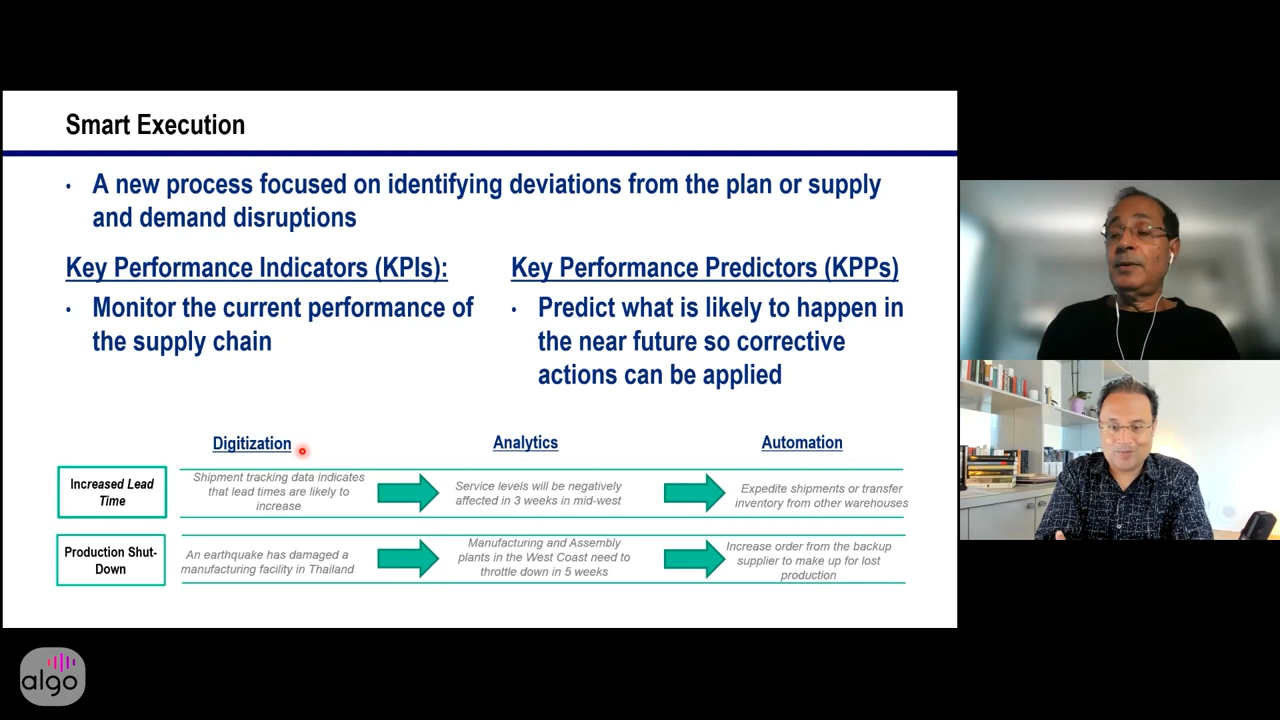 Smart Execution
• A new process focused on identifying deviations from the plan or supply
and demand disruptions
Key Performance Indicators (KPIs):
• Monitor the current performance of
the supply chain
Key Performance Predictors (KPPs)
• Predict what is likely to happen in
the near future so corrective
actions can be applied
Digitization
Analytics
Automation
Increased Lead
Time
Shipment tracking data indicates
that lead times are likely to
increase
Service levels will be negatively
affected in 3 weeks in mid-west
Expedite shipments or transfer
inventory from other warehouses
Production Shut-
Down
An earthquake has damaged a
manufacturing facility in Thailand
Manufacturing and Assembly
plants in the West Coast need to
throttle down in 5 weeks
Increase order from the backup
supplier to make up for lost
production
algo